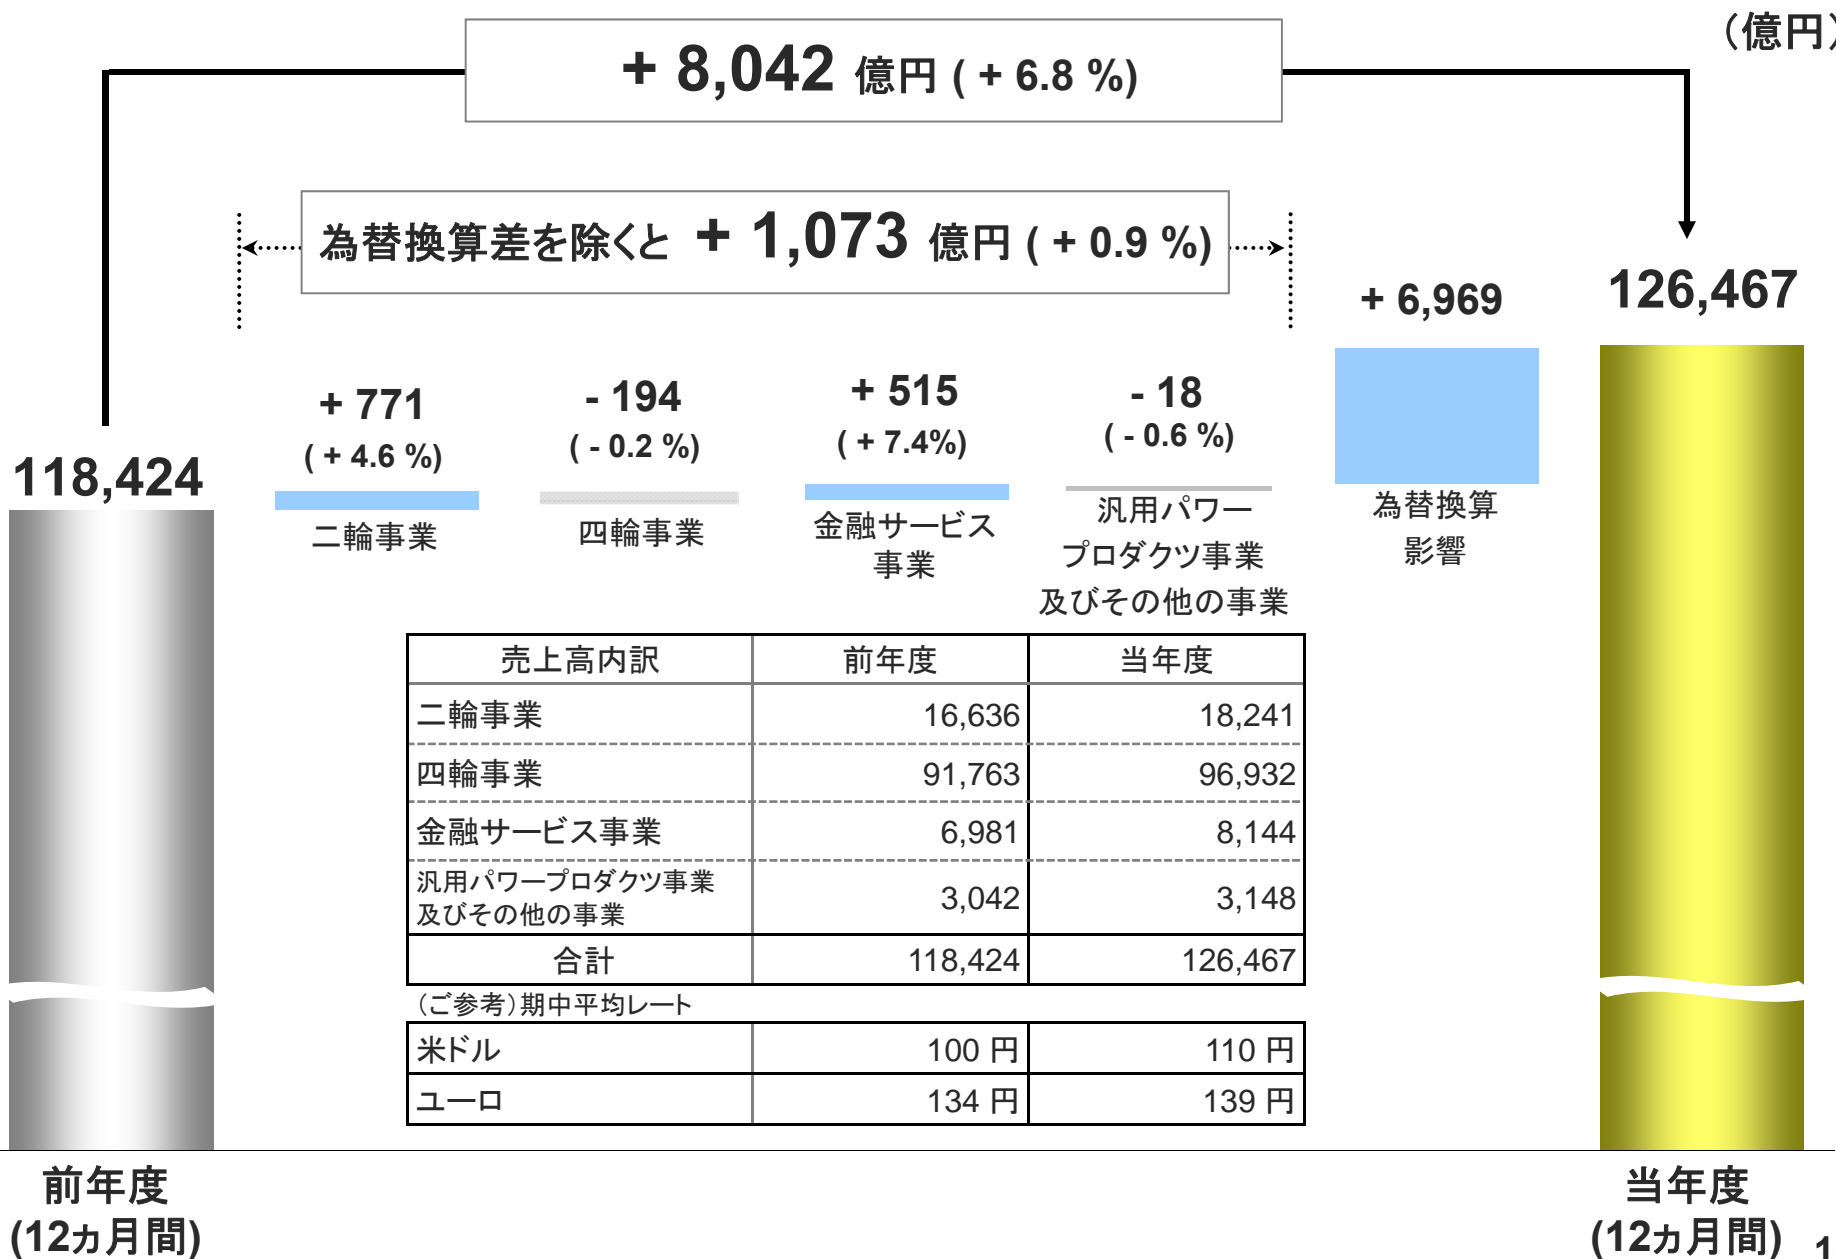 （億円）
+ 8,042 億円 ( + 6.8 %)
為替換算差を除くと + 1,073 億円 ( + 0.9 %)
+ 6,969
126,467
+ 771
( + 4.6 %)
- 194
( - 0.2 %)
+ 515
( + 7.4%)
- 18
( - 0.6 %)
118,424
二輪事業
四輪事業
金融サービス
事業
汎用パワー
プロダクツ事業
及びその他の事業
為替換算
影響
売上高内訳 前年度 当年度
二輪事業 16,636 18,241
四輪事業 91,763 96,932
金融サービス事業 6,981 8,144
汎用パワープロダクツ事業
及びその他の事業 3,042 3,148
合計 118,424 126,467
（ご参考）期中平均レート
米ドル 100 円 110 円
ユーロ 134 円 139 円
前年度
(12ヵ月間)
当年度
(12ヵ月間)